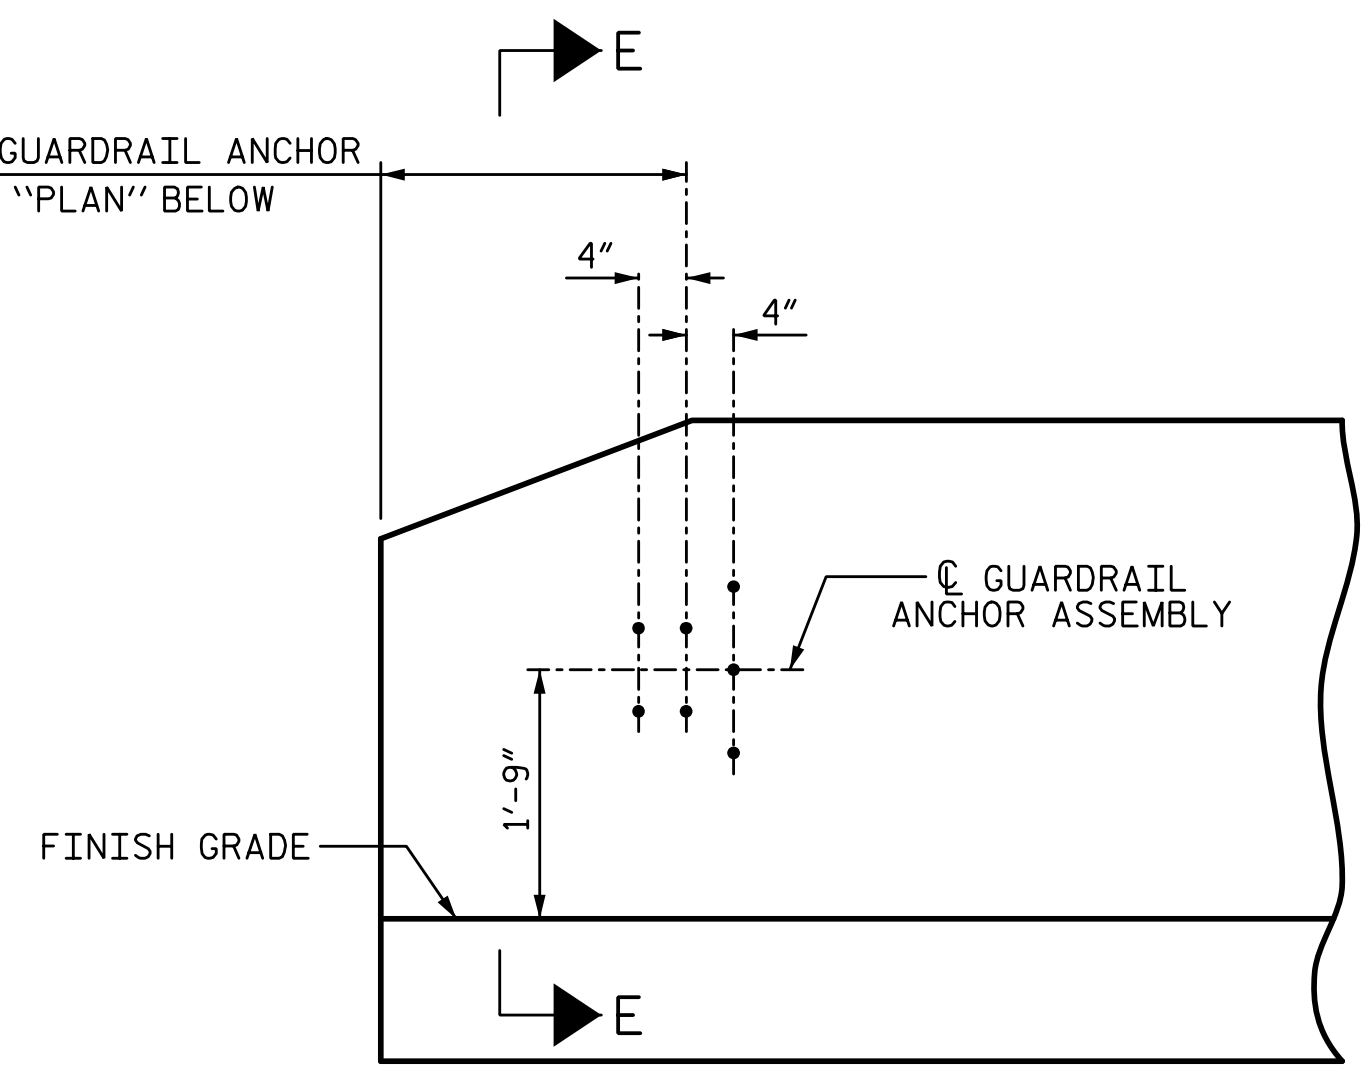 E
GUARDRAIL ANCHOR
"PLAN" BELOW
4"
4"
℄ GUARDRAIL
ANCHOR ASSEMBLY
1'-9"
FINISH GRADE
E